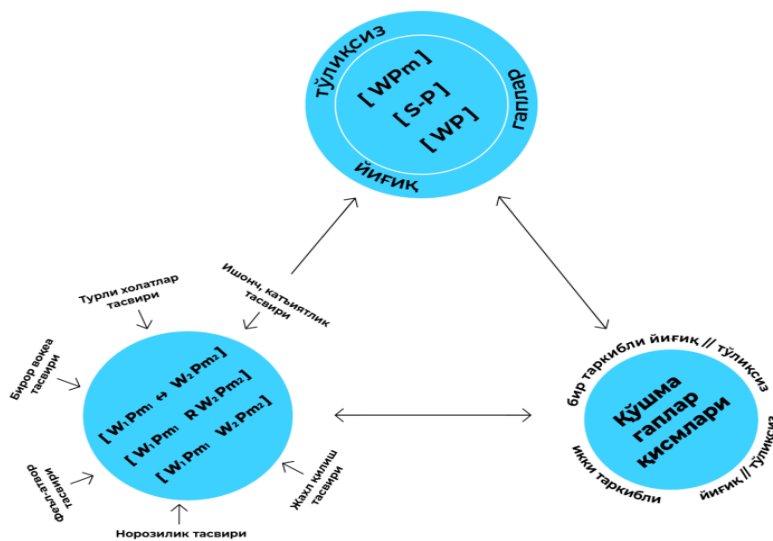 тўлиқсиз
гаплар
йиғиқ
[ WPm ]
[ S-P ]
[ WP ]
Турли холатлар
тасвири
Ишонч, катъиятлик
тасвири
Бирор воқеа
тасвири
[ W₁Pm₁ ⇔ W₂Pm₂ ]
[ W₁Pm₁ R W₂Pm₂ ]
[ W₁Pm₁ W₂Pm₂ ]
Феъл-атвор
тасвири
Норозилик тасвири
Жахл қилиш
тасвири
бир таркибли йиғиқ // тўлиқсиз
Қўшма
гаплар
қисмлари
икки таркибли
йиғиқ // тўлиқсиз